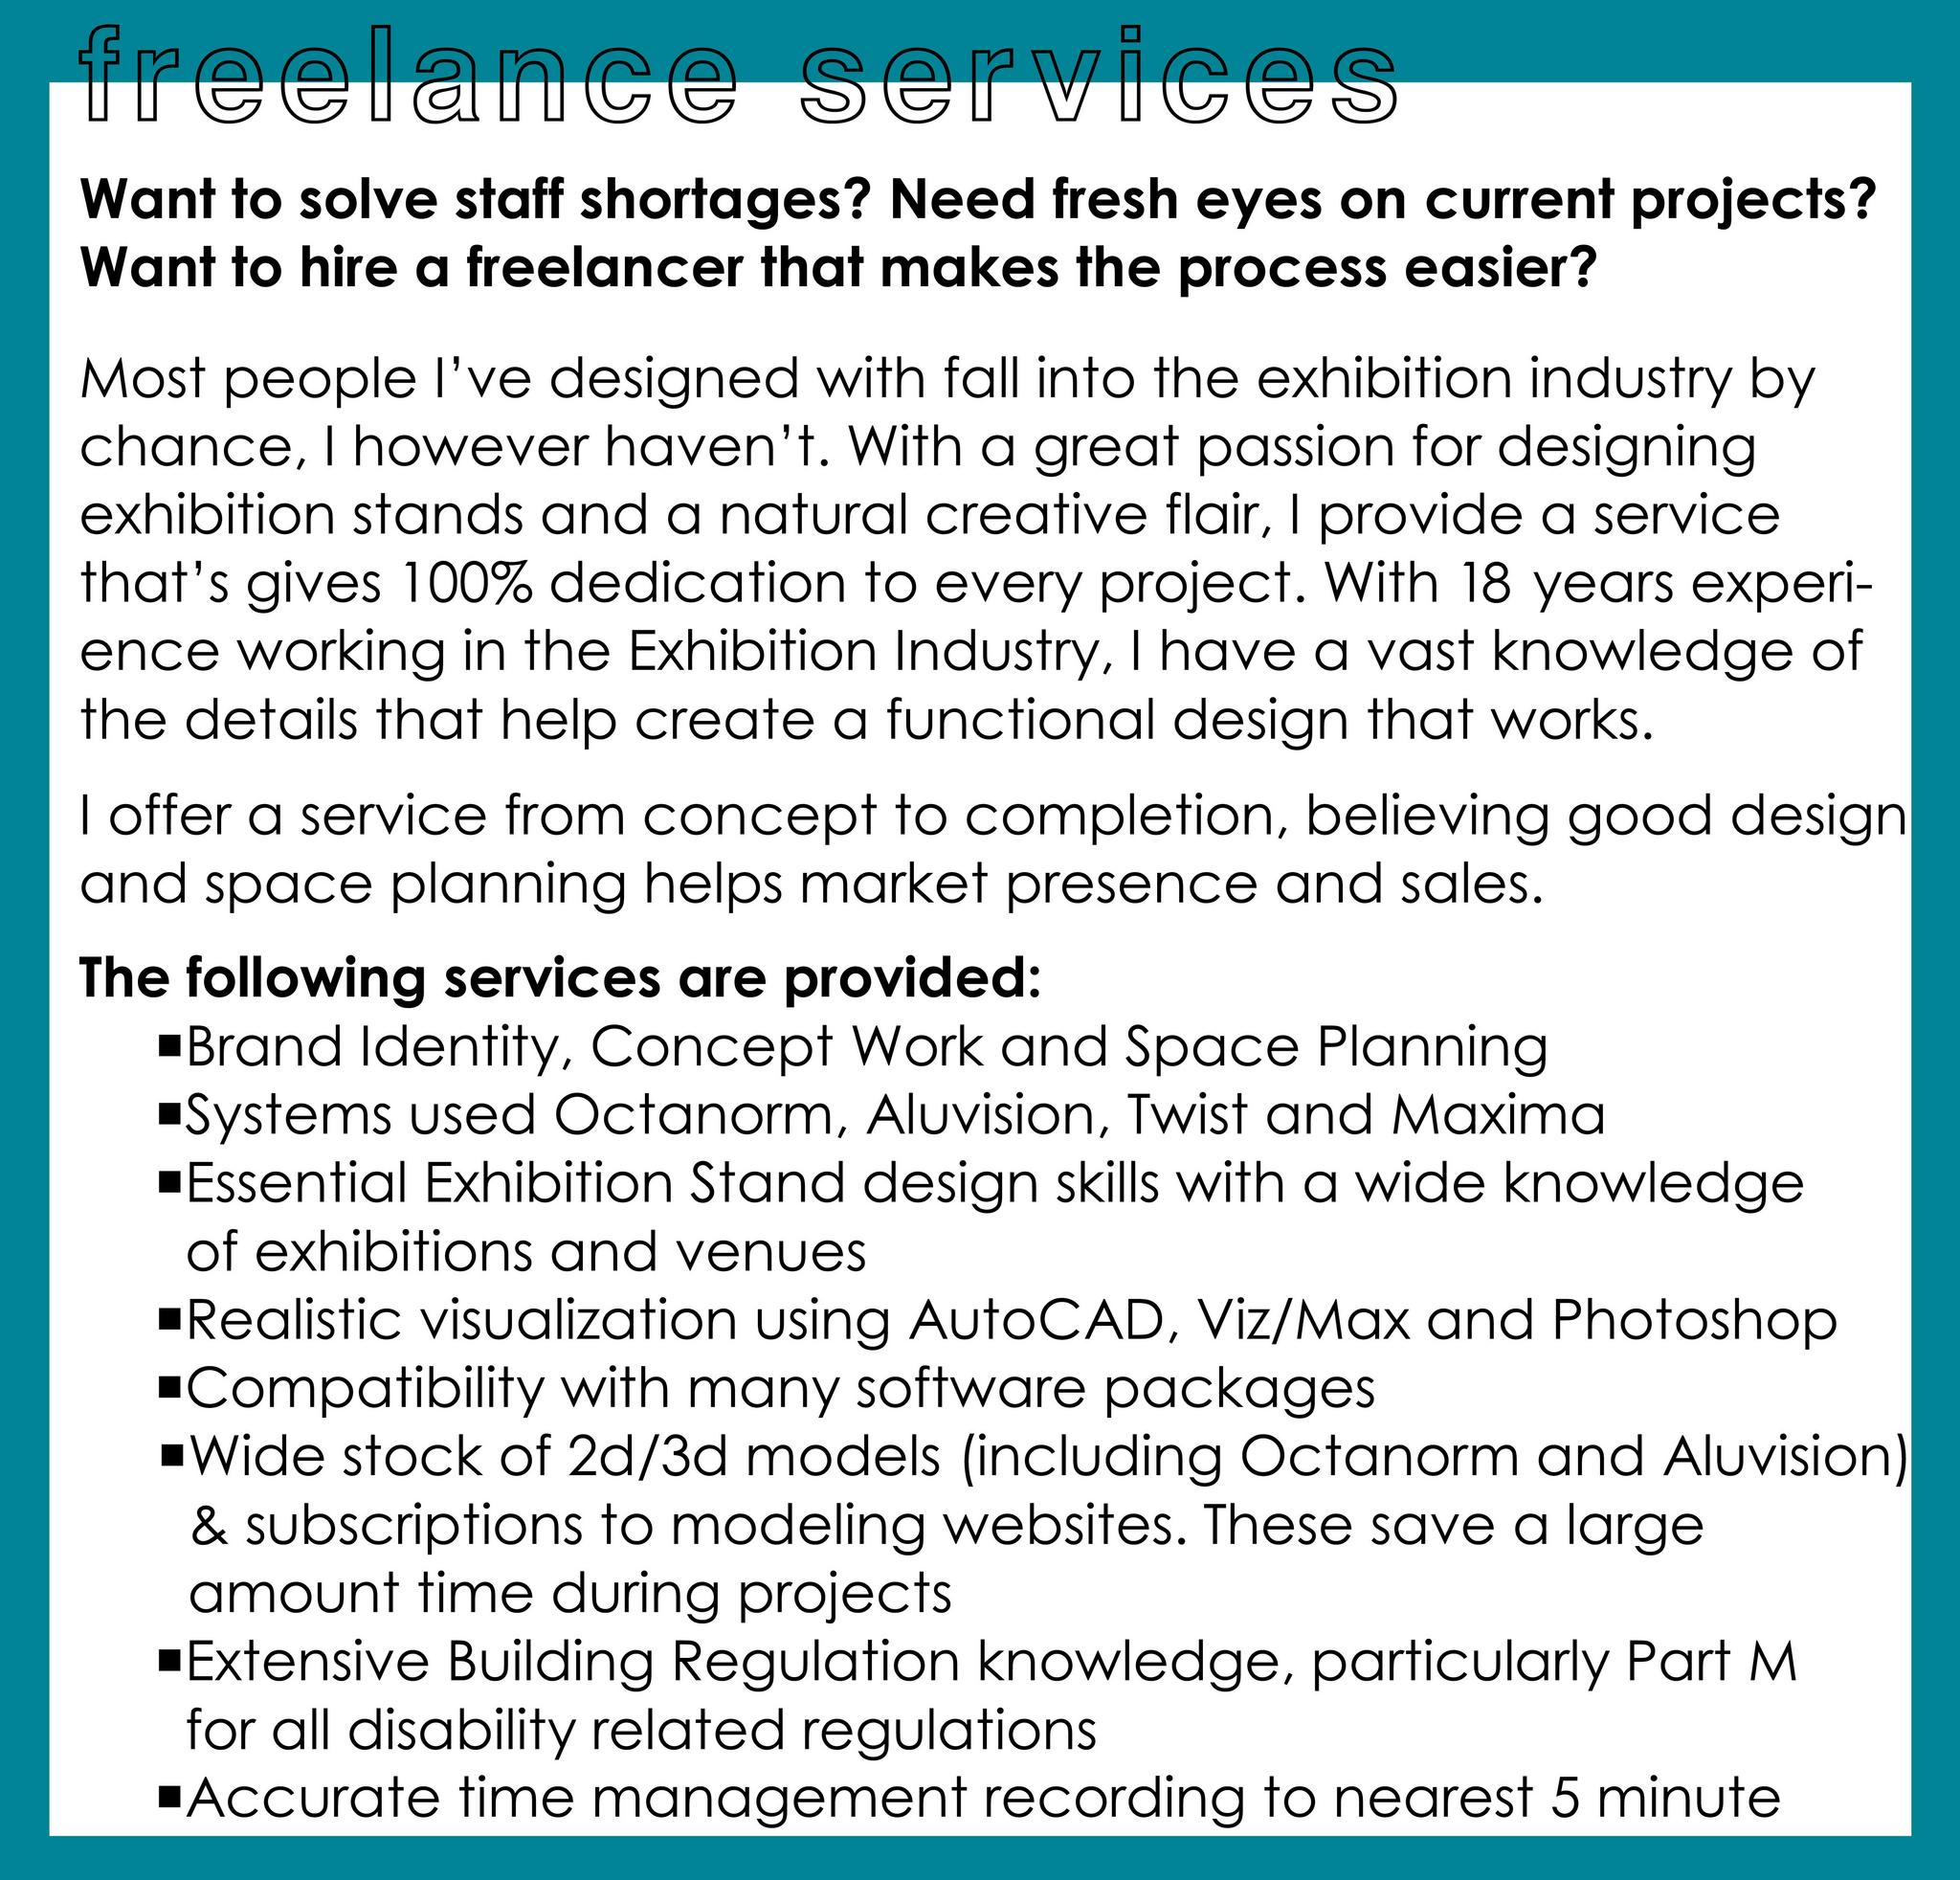 freelance services
Want to solve staff shortages? Need fresh eyes on current projects?
Want to hire a freelancer that makes the process easier?
Most people I've designed with fall into the exhibition industry by
chance, I however haven't. With a great passion for designing
exhibition stands and a natural creative flair, I provide a service
that's gives 100% dedication to every project. With 18 years experi-
ence working in the Exhibition Industry, I have a vast knowledge of
the details that help create a functional design that works.
I offer a service from concept to completion, believing good design
and space planning helps market presence and sales.
The following services are provided:
▪Brand Identity, Concept Work and Space Planning
▪Systems used Octanorm, Aluvision, Twist and Maxima
▪Essential Exhibition Stand design skills with a wide knowledge
of exhibitions and venues
▪Realistic visualization using AutoCAD, Viz/Max and Photoshop
▪Compatibility with many software packages
▪Wide stock of 2d/3d models (including Octanorm and Aluvision)
& subscriptions to modeling websites. These save a large
amount time during projects
▪Extensive Building Regulation knowledge, particularly Part M
for all disability related regulations
▪Accurate time management recording to nearest 5 minute